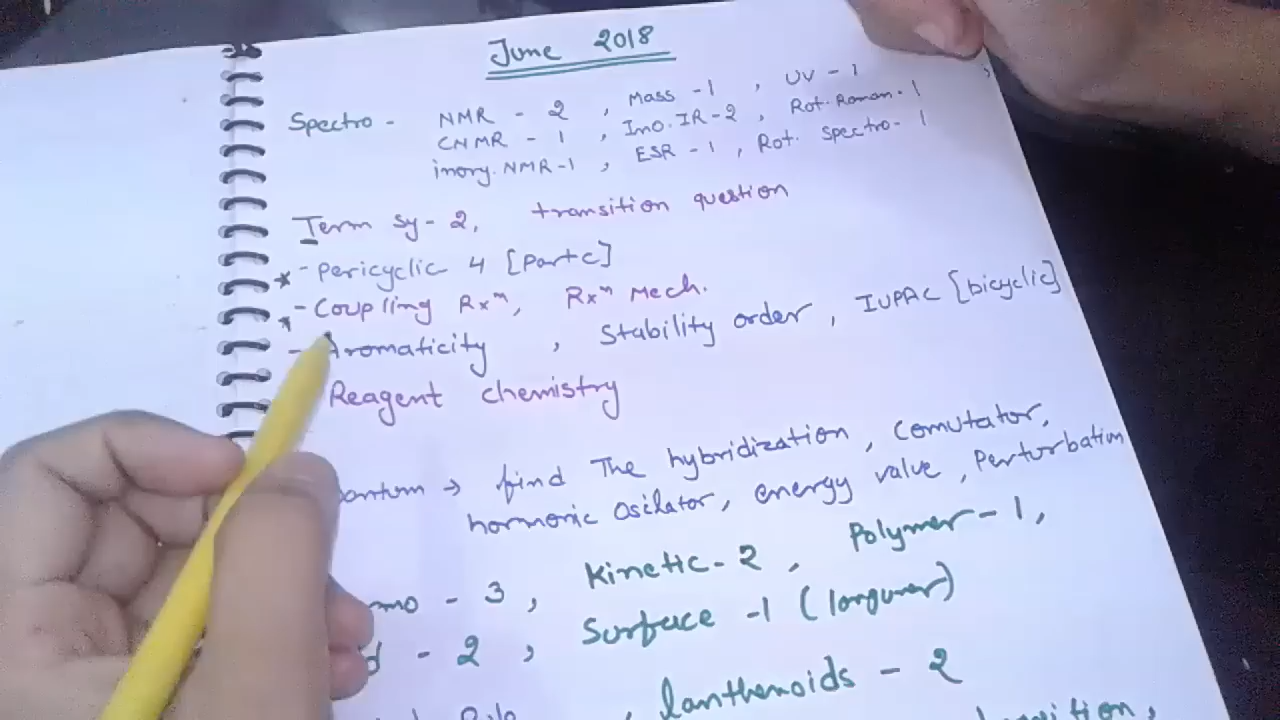 June 2018
Spectro - NMR - 2 , Mass - 1 , UV - 1
CNMR - 1 , Ino. IR - 2 , Rot. Raman - 1
inorg. NMR - 1 , ESR - 1 , Rot. Spectro - 1
Term sy - 2, transition question
* - Pericyclic 4 [Part C]
* - Coupling Rxⁿ, Rxⁿ Mech.
- Aromaticity , Stability order , IUPAC [bicyclic]
Reagent chemistry
antum → find The hybridization , Comutator,
harmonic Oscilator, energy value , Perturbation
mo - 3 , Kinetic - 2 , Polymer - 1 ,
d - 2 , Surface - 1 (
, lanthenoids - 2